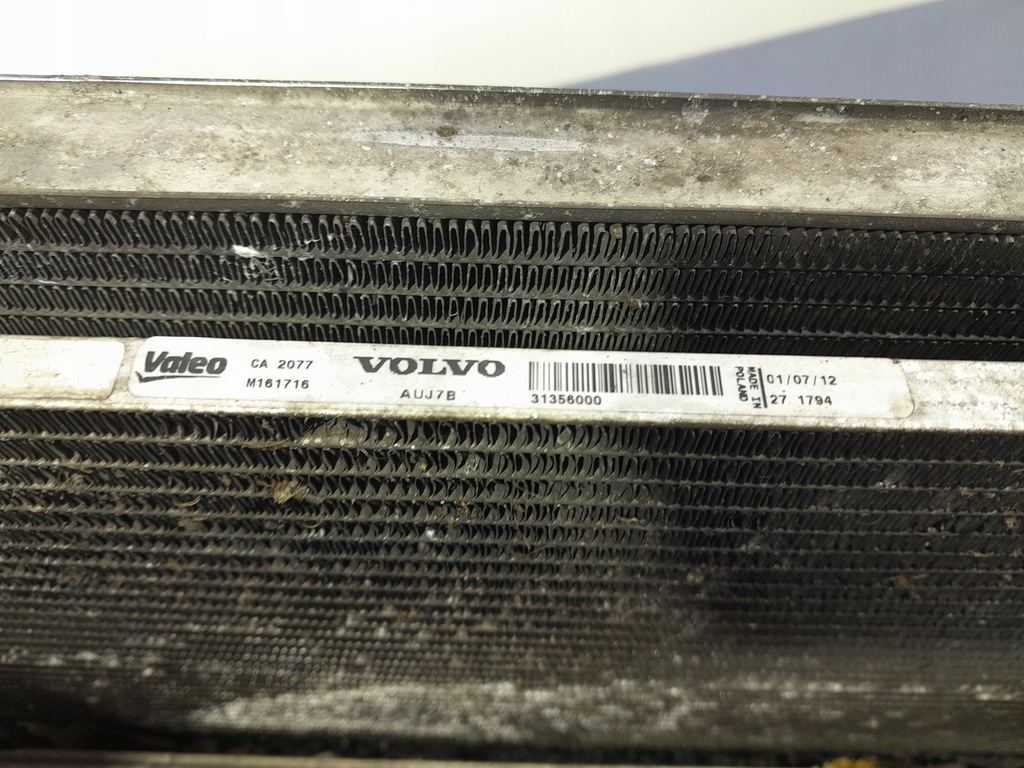 Valeo
CA 2077
M161716
VOLVO
AUJ7B
31356000
MADE IN
POLAND
01/07/12
27. 1794